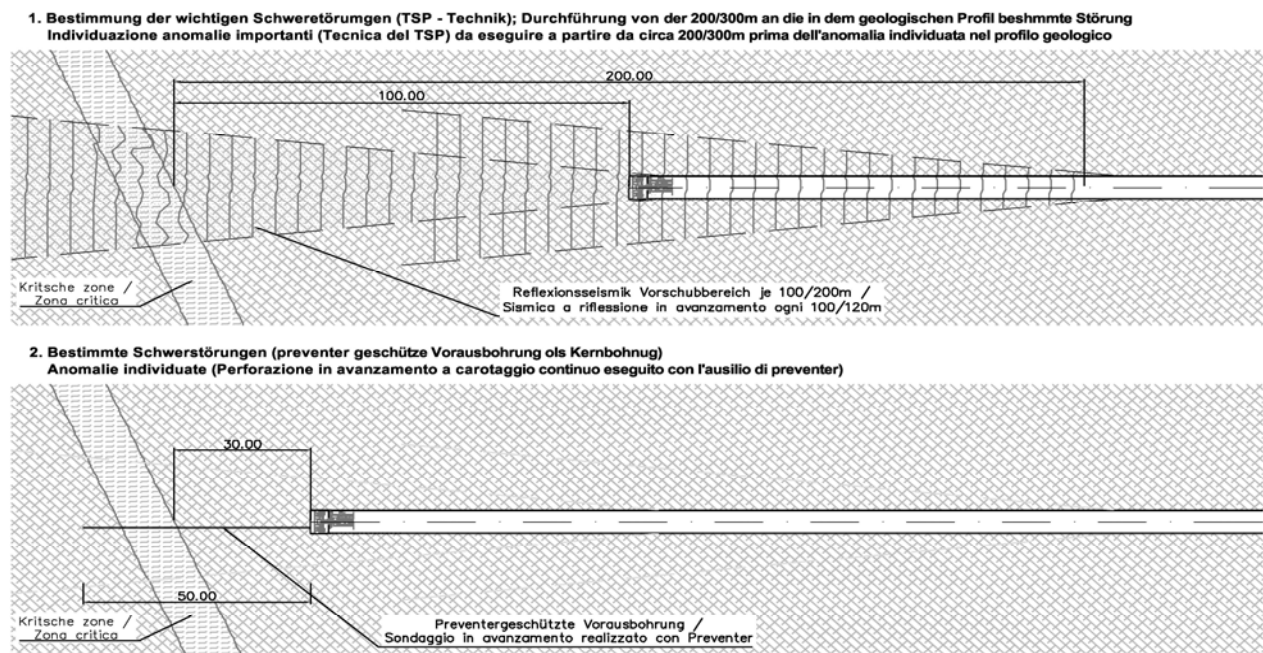 1. Bestimmung der wichtigen Schweretörumgen (TSP - Technik); Durchführung von der 200/300m an die in dem geologischen Profil beshmmte Störung
Individuazione anomalie importanti (Tecnica del TSP) da eseguire a partire da circa 200/300m prima dell'anomalia individuata nel profilo geologico
200.00
100.00
Kritsche zone /
Zona critica
Reflexionsseismik Vorschubbereich je 100/200m /
Sismica a riflessione in avanzamento ogni 100/120m
2. Bestimmte Schwerstörungen (preventer geschütze Vorausbohrung ols Kernbohnug)
Anomalie individuate (Perforazione in avanzamento a carotaggio continuo eseguito con l'ausilio di preventer)
30.00
50.00
Kritsche zone /
Zona critica
Preventergeschützte Vorausbohrung /
Sondaggio in avanzamento realizzato con Preventer